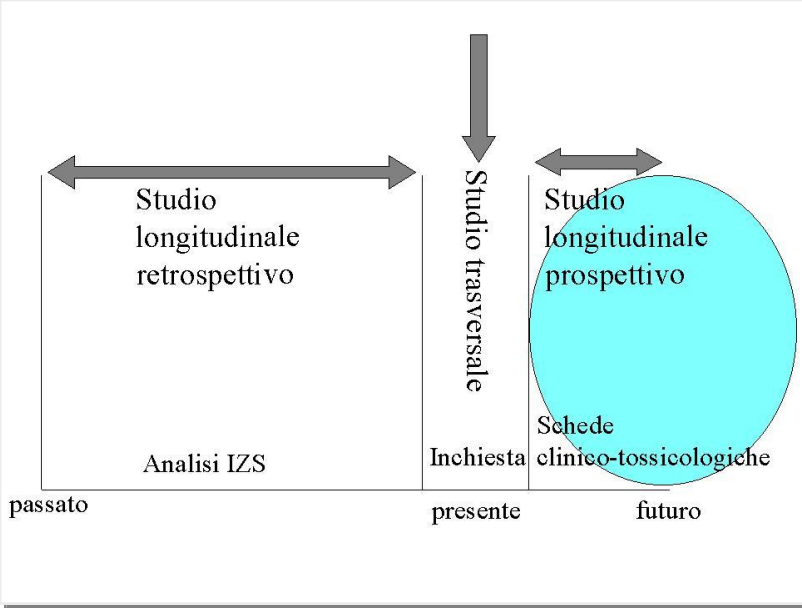 Studio
longitudinale
retrospettivo
Studio trasversale
Studio
longitudinale
prospettivo
Analisi IZS
Inchiesta
Schede
clinico-tossicologiche
passato
presente
futuro